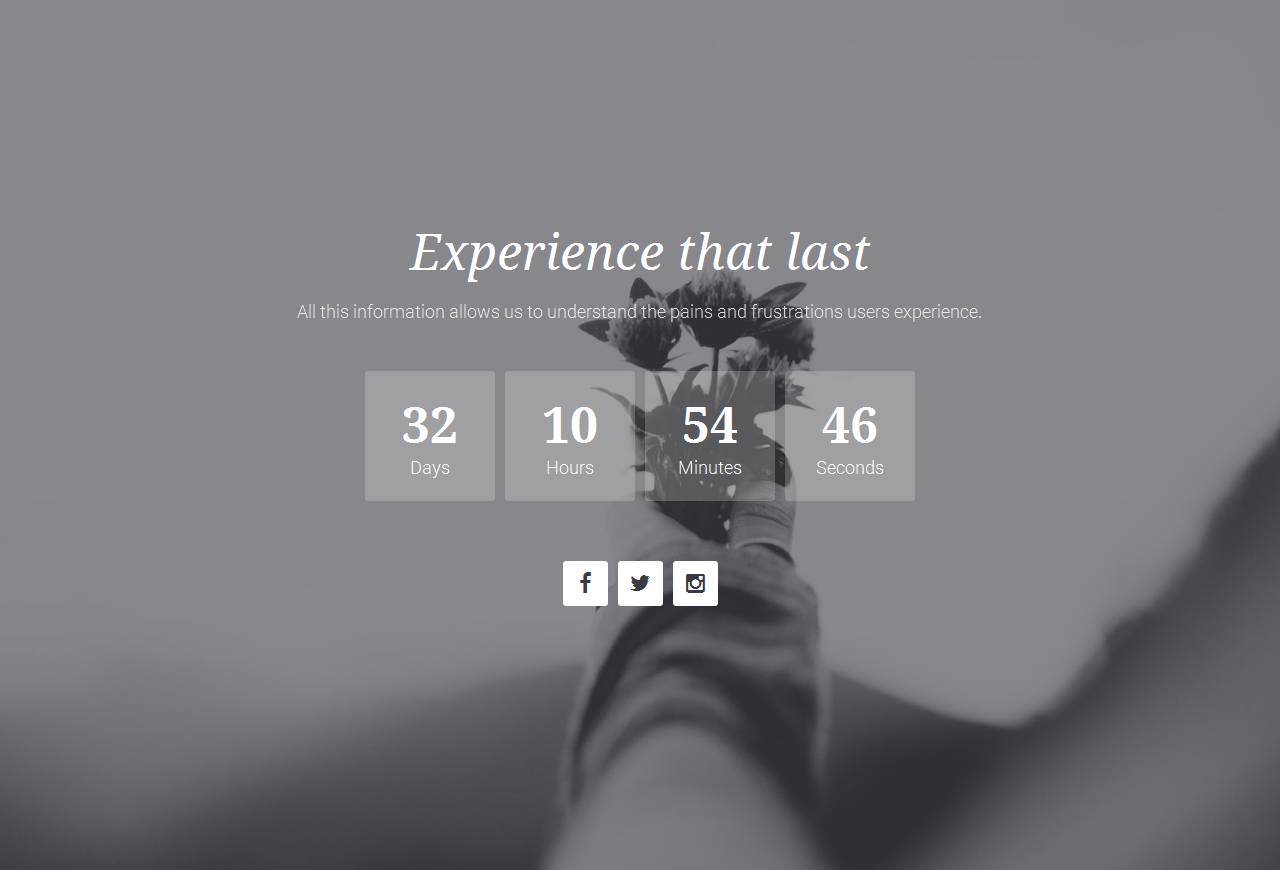 Experience that last
All this information allows us to understand the pains and frustrations users experience.
32 10 54 46
Days Hours Minutes Seconds